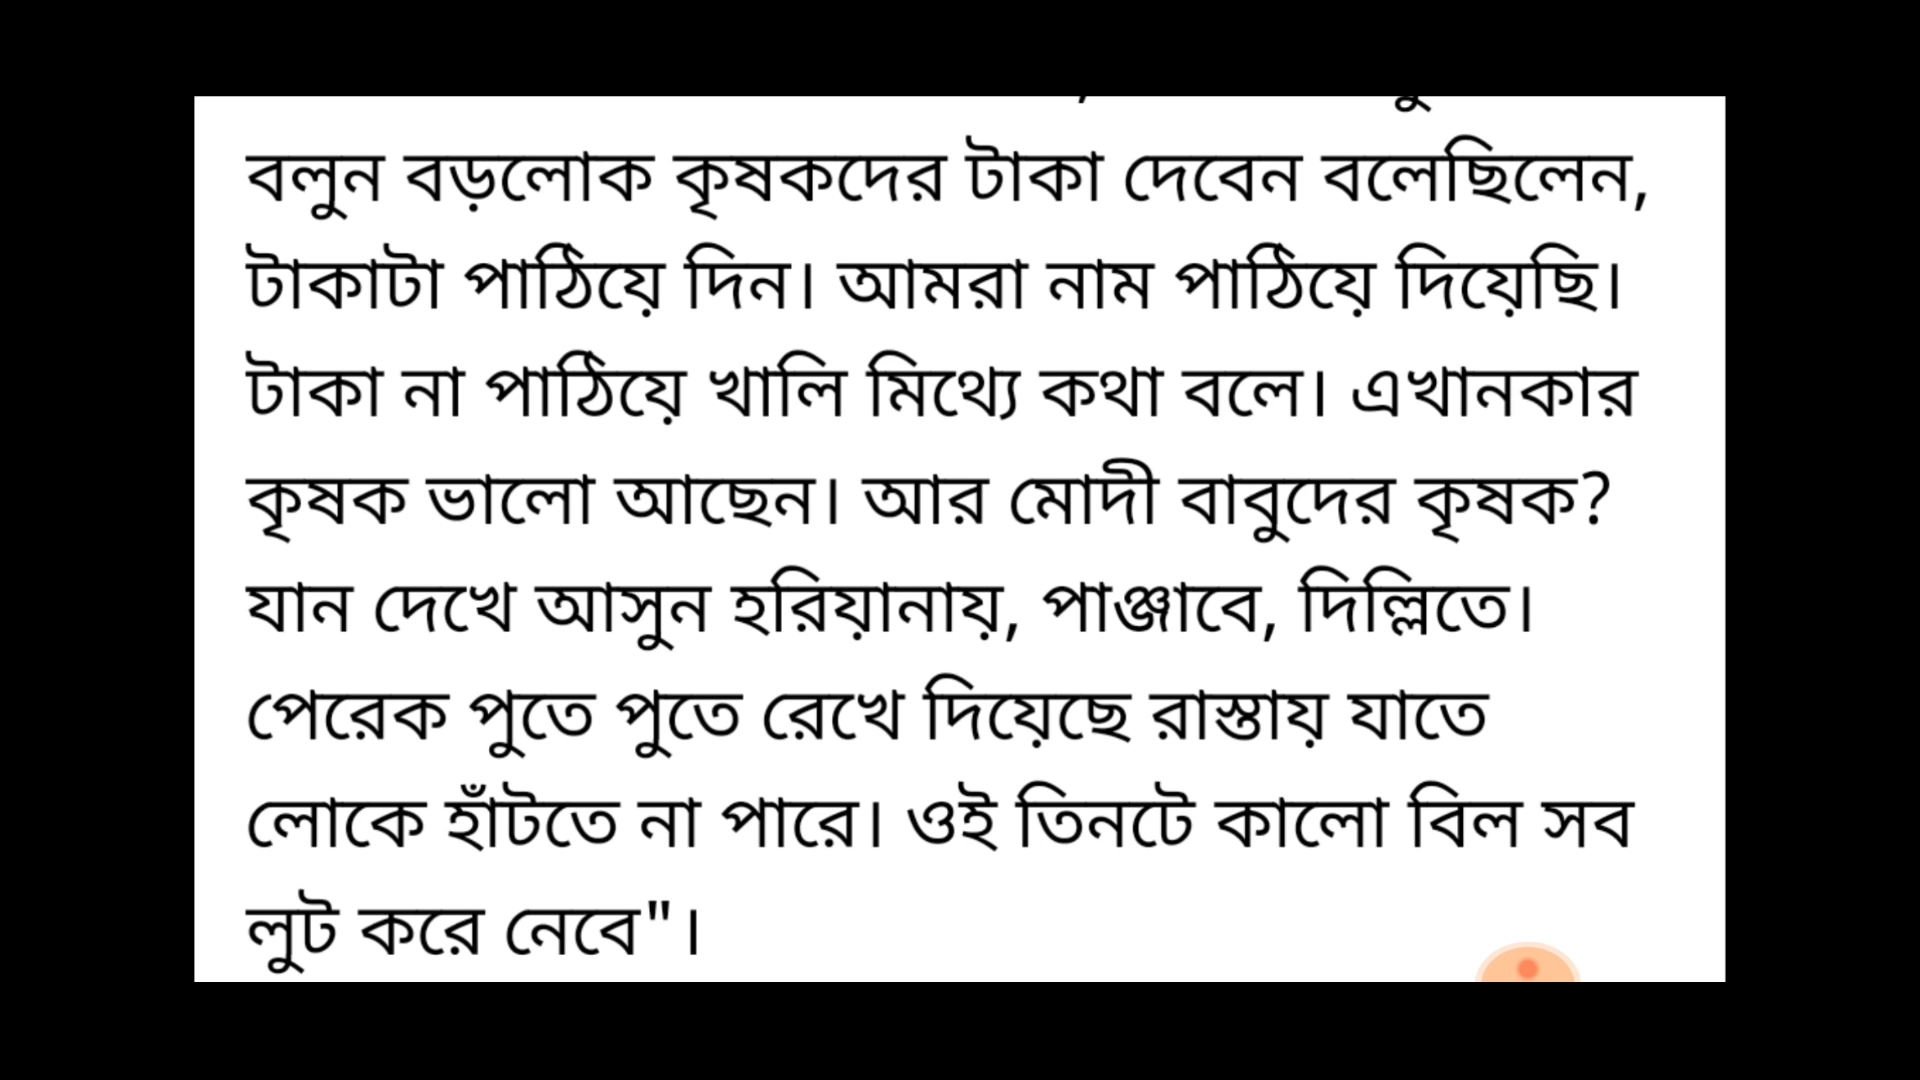 বলুন বড়লোক কৃষকদের টাকা দেবেন বলেছিলেন,
টাকাটা পাঠিয়ে দিন। আমরা নাম পাঠিয়ে দিয়েছি।
টাকা না পাঠিয়ে খালি মিথ্যে কথা বলে। এখানকার
কৃষক ভালো আছেন। আর মোদী বাবুদের কৃষক?
যান দেখে আসুন হরিয়ানায়, পাঞ্জাবে, দিল্লিতে।
পেরেক পুতে পুতে রেখে দিয়েছে রাস্তায় যাতে
লোকে হাঁটতে না পারে। ওই তিনটে কালো বিল সব
লুট করে নেবে"।